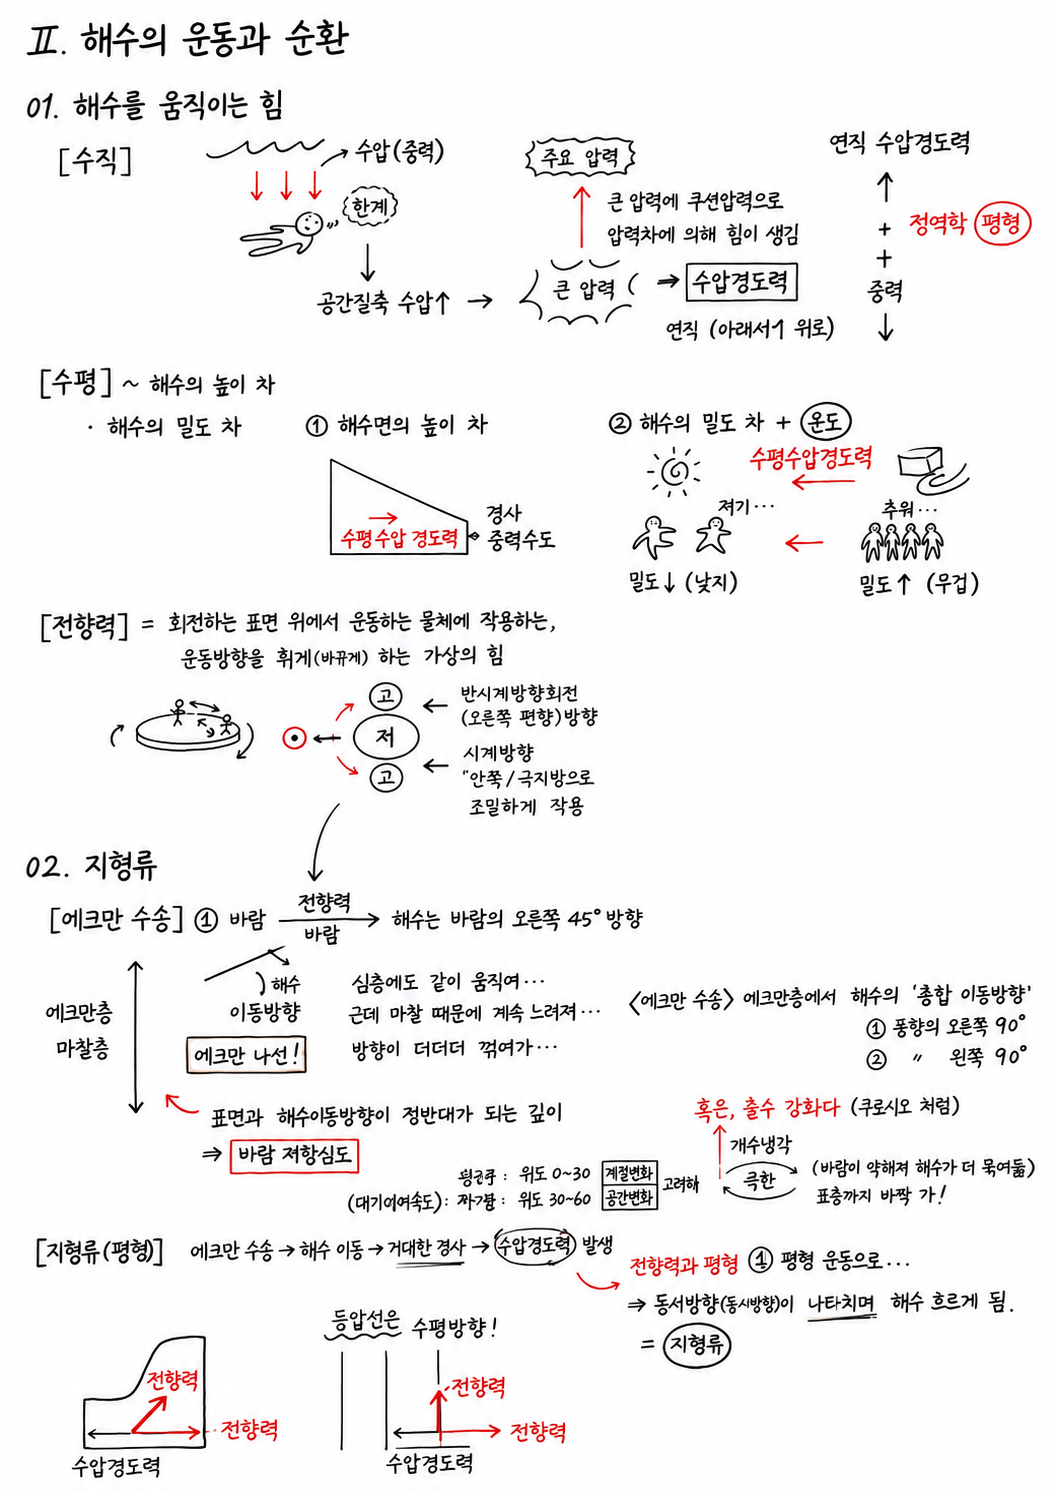 II. 해수의 운동과 순환
01. 해수를 움직이는 힘
[수직]
수압(중력)
한계
공간질축 수압↑ →
주요 압력
큰 압력에 쿠션압력으로
압력차에 의해 힘이 생김
큰 압력 → 수압경도력
연직 (아래서↑ 위로)
연직 수압경도력
↑
+ 정역학 평형
+
중력
↓
[수평] ~ 해수의 높이 차
· 해수의 밀도 차
① 해수면의 높이 차
수평수압 경도력
경사
중력수도
② 해수의 밀도 차 + 온도
수평수압경도력
져기···
추워···
밀도↓(낮지)
밀도↑ (우겁)
[전향력] = 회전하는 표면 위에서 운동하는 물체에 작용하는,
운동방향을 휘게(바뀌게) 하는 가상의 힘
고
저
고
← 반시계방향회전
(오른쪽 편향)방향
← 시계방향
"안쪽/극지방으로
조밀하게 작용
02. 지형류
[에크만 수송] ① 바람 전향력 바람 → 해수는 바람의 오른쪽 45° 방향
에크만층
마찰층
해수
이동방향
에크만 나선!
심층에도 같이 움직여···
근데 마찰 때문에 계속 느려져···
방향이 더더더 꺾여가···
〈에크만 수송〉 에크만층에서 해수의 '총합 이동방향'
① 풍향의 오른쪽 90°
② 〃 왼쪽 90°
표면과 해수이동방향이 정반대가 되는 깊이
⇒ 바람 저항심도
혹은, 출수 강화다 (쿠로시오 처럼)
개수냉각
극한
(바람이 약해져 해수가 더 묶여둚)
표층까지 바짝 가!
: 위도 0~30 계절변화
: 위도 30~60 공간변화
고려해
[지형류(평형)] 에크만 수송→해수 이동→거대한 경사→수압경도력 발생
전향력과 평형 ① 평형 운동으로···
⇒ 동서방향(동시방향)이 나타치며 해수 흐르게 됨.
= 지형류
전향력
전향력
수압경도력
등압선은 수평방향!
전향력
전향력
수압경도력